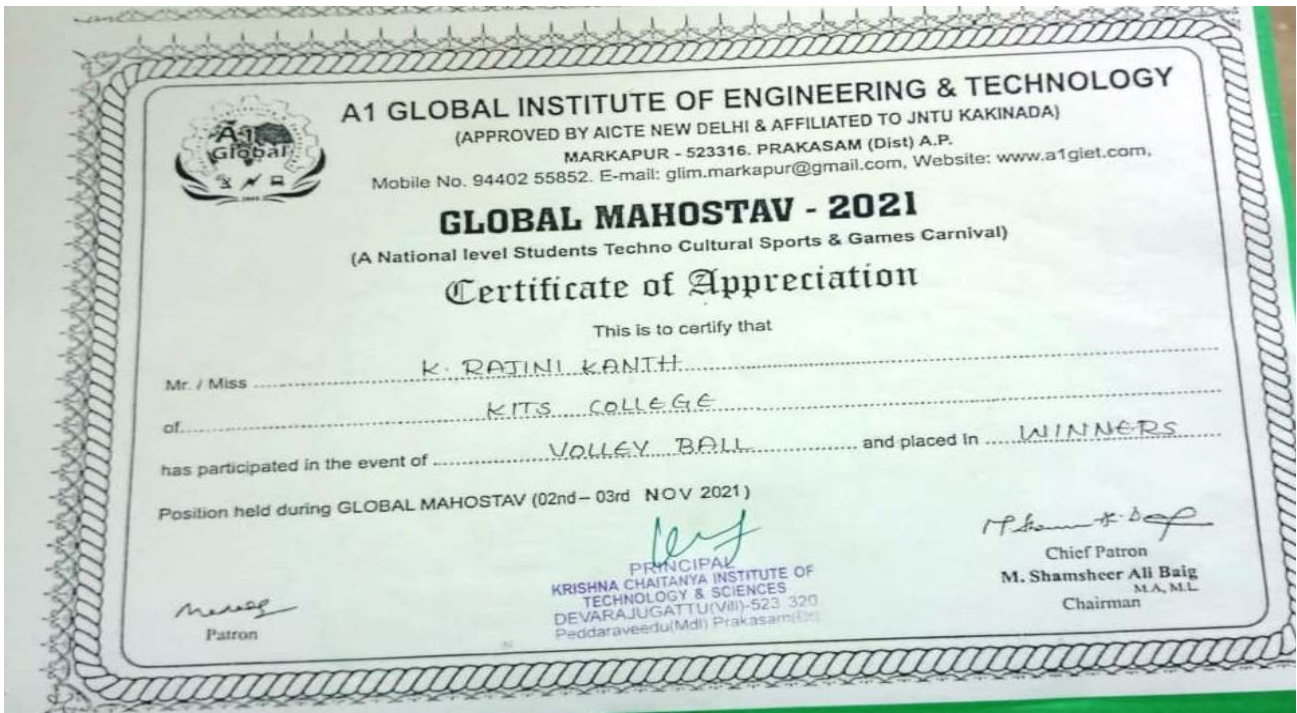 A1
Global
A1 GLOBAL INSTITUTE OF ENGINEERING & TECHNOLOGY
(APPROVED BY AICTE NEW DELHI & AFFILIATED TO JNTU KAKINADA)
MARKAPUR - 523316. PRAKASAM (Dist) A.P.
Mobile No. 94402 55852. E-mail: glim.markapur@gmail.com, Website: www.a1giet.com,
GLOBAL MAHOSTAV - 2021
(A National level Students Techno Cultural Sports & Games Carnival)
Certificate of Appreciation
This is to certify that
Mr. / Miss K. RAJINI KANTH
of KITS COLLEGE
has participated in the event of VOLLEY BALL and placed in WINNERS
Position held during GLOBAL MAHOSTAV (02nd – 03rd NOV 2021)
Patron
PRINCIPAL
KRISHNA CHAITANYA INSTITUTE OF
TECHNOLOGY & SCIENCES
DEVARAJUGATTU(Vill)-523 320
Peddaraveedu(Mdl) Prakasam
Chief Patron
M. Shamsheer Ali Baig
M.A, M.L
Chairman